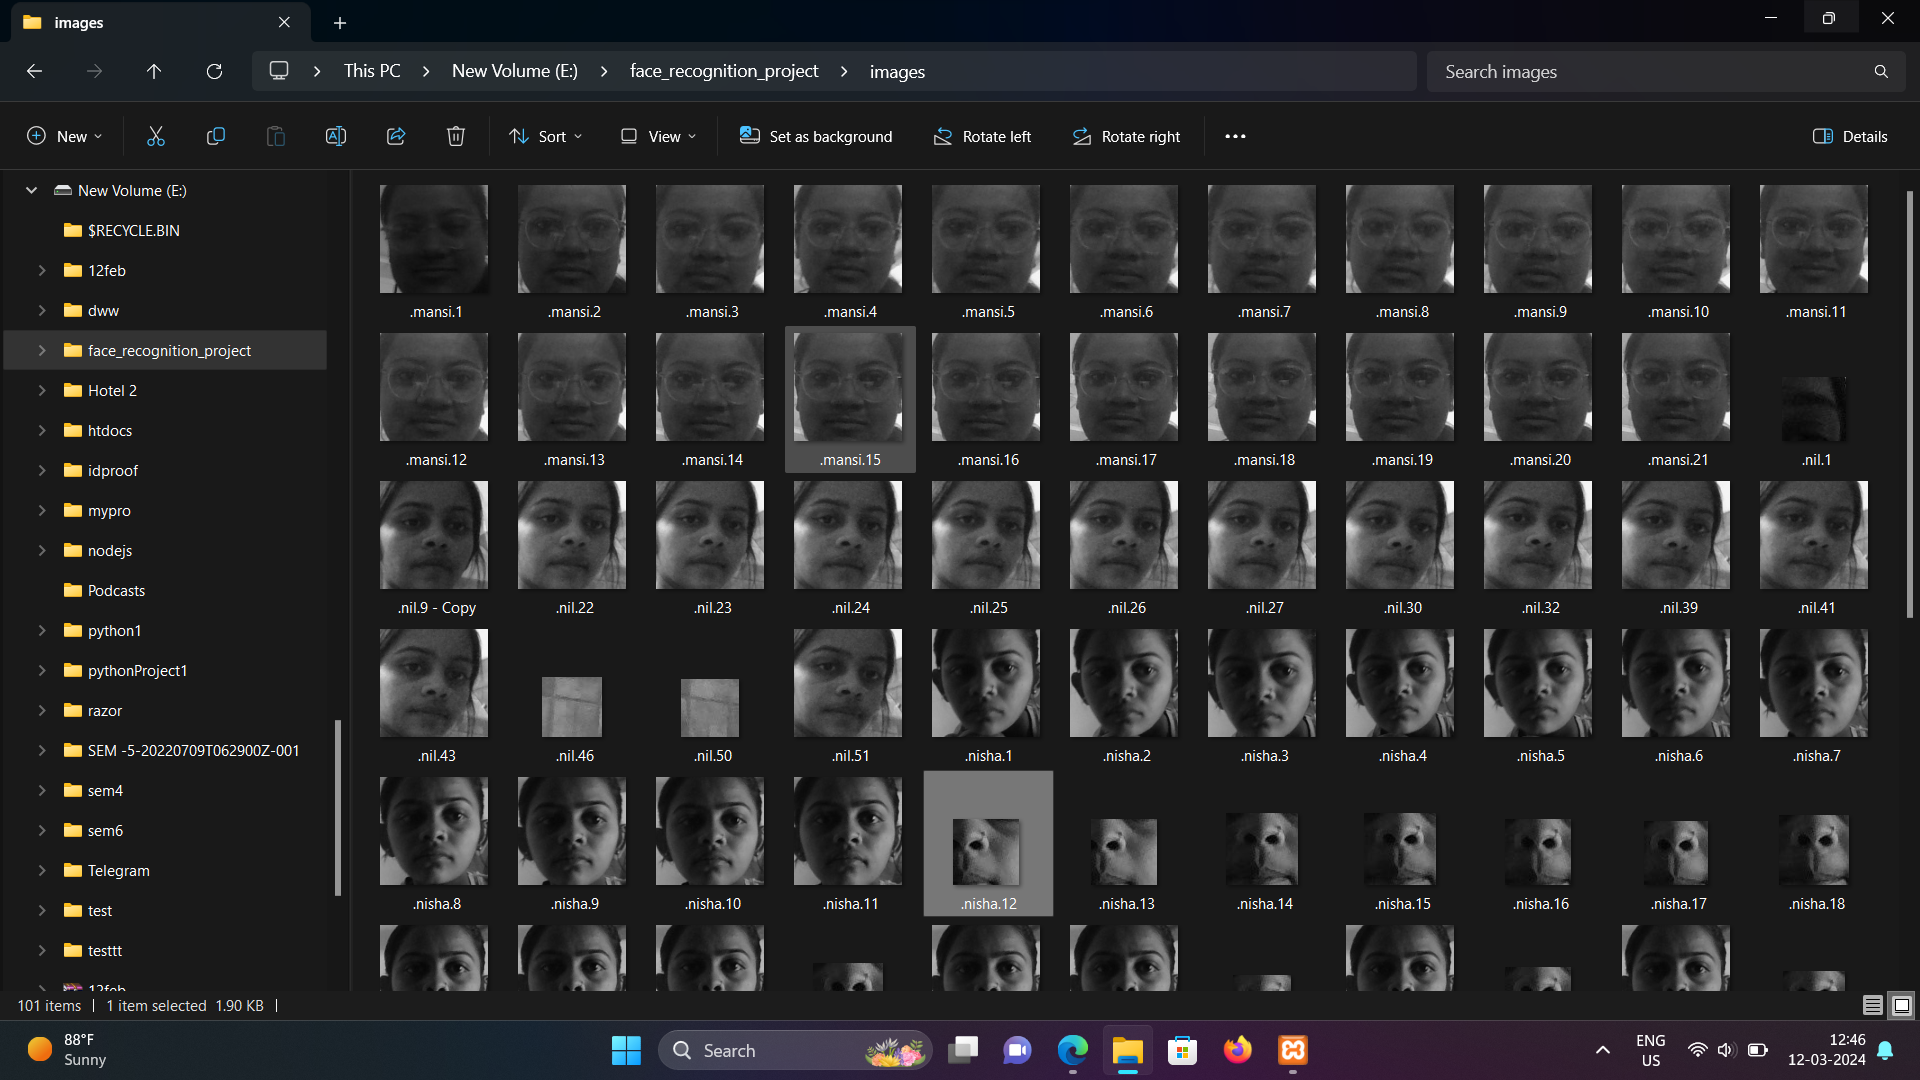 images
This PC
New Volume (E:)
face_recognition_project
images
Search images
New
Sort
View
Set as background
Rotate left
Rotate right
Details
New Volume (E:)
$RECYCLE.BIN
12feb
dww
face_recognition_project
Hotel 2
htdocs
idproof
mypro
nodejs
Podcasts
python1
pythonProject1
razor
SEM -5-20220709T062900Z-001
sem4
sem6
Telegram
test
testtt
12feb
.mansi.1 .mansi.2 .mansi.3 .mansi.4 .mansi.5 .mansi.6 .mansi.7 .mansi.8 .mansi.9 .mansi.10 .mansi.11
.mansi.12 .mansi.13 .mansi.14 .mansi.15 .mansi.16 .mansi.17 .mansi.18 .mansi.19 .mansi.20 .mansi.21 .nil.1
.nil.9 - Copy .nil.22 .nil.23 .nil.24 .nil.25 .nil.26 .nil.27 .nil.30 .nil.32 .nil.39 .nil.41
.nil.43 .nil.46 .nil.50 .nil.51 .nisha.1 .nisha.2 .nisha.3 .nisha.4 .nisha.5 .nisha.6 .nisha.7
.nisha.8 .nisha.9 .nisha.10 .nisha.11 .nisha.12 .nisha.13 .nisha.14 .nisha.15 .nisha.16 .nisha.17 .nisha.18
101 items
1 item selected 1.90 KB
88°F
Sunny
Search
ENG
US
12:46
12-03-2024